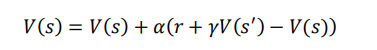 V(s) = V(s) + α(r + γV(s′) − V(s))